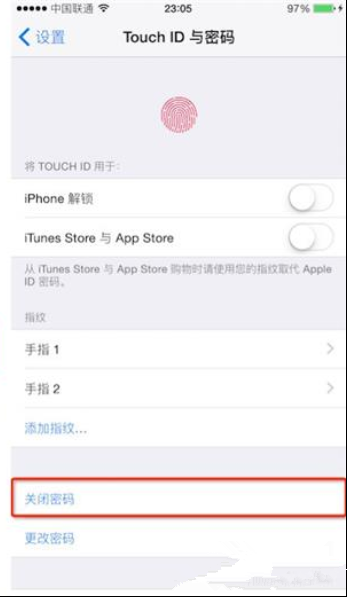 中国联通 23:05 97%
设置 Touch ID 与密码
将 TOUCH ID 用于：
iPhone 解锁
iTunes Store 与 App Store
从 iTunes Store 与 App Store 购物时请使用您的指纹取代 Apple
ID 密码。
指纹
手指 1
手指 2
添加指纹...
关闭密码
更改密码